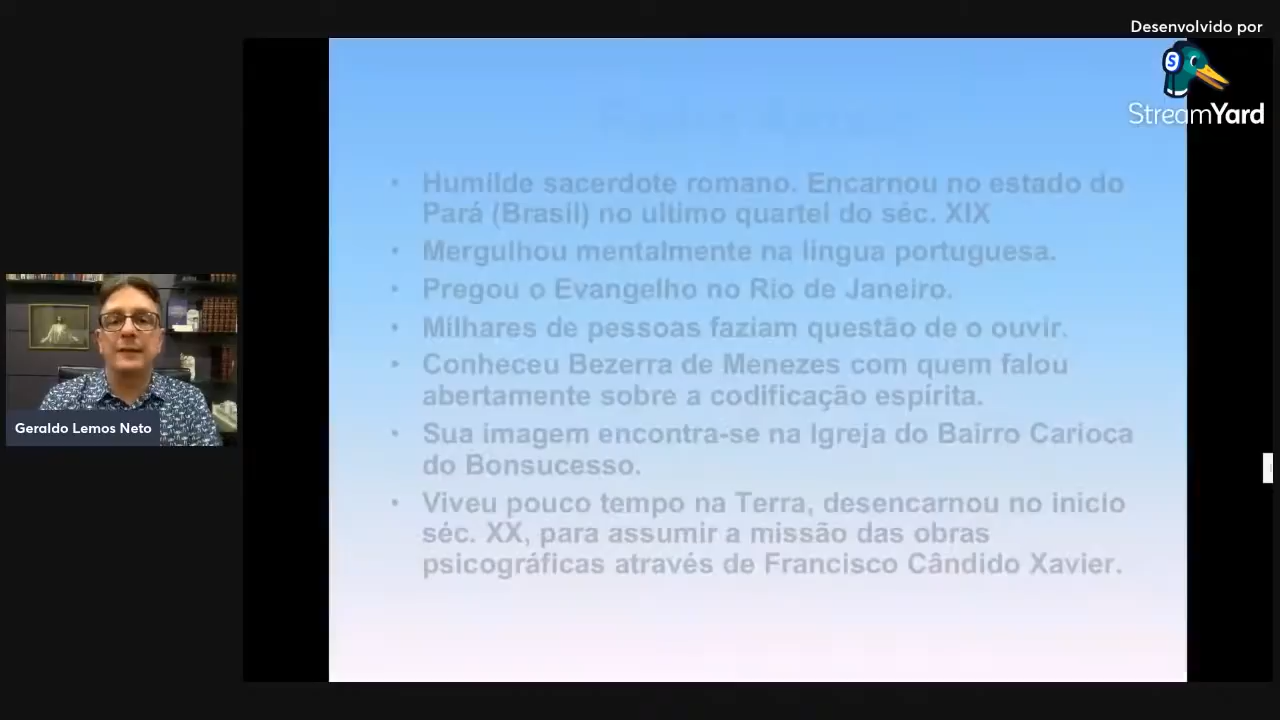 Desenvolvido por
StreamYard
• Humilde sacerdote romano. Encarnou no estado do
Pará (Brasil) no ultimo quartel do séc. XIX
• Mergulhou mentalmente na língua portuguesa.
• Pregou o Evangelho no Rio de Janeiro.
• Milhares de pessoas faziam questão de o ouvir.
• Conheceu Bezerra de Menezes com quem falou
abertamente sobre a codificação espírita.
• Sua imagem encontra-se na Igreja do Bairro Carioca
do Bonsucesso.
• Viveu pouco tempo na Terra, desencarnou no inicio
séc. XX, para assumir a missão das obras
psicográficas através de Francisco Cândido Xavier.
Geraldo Lemos Neto